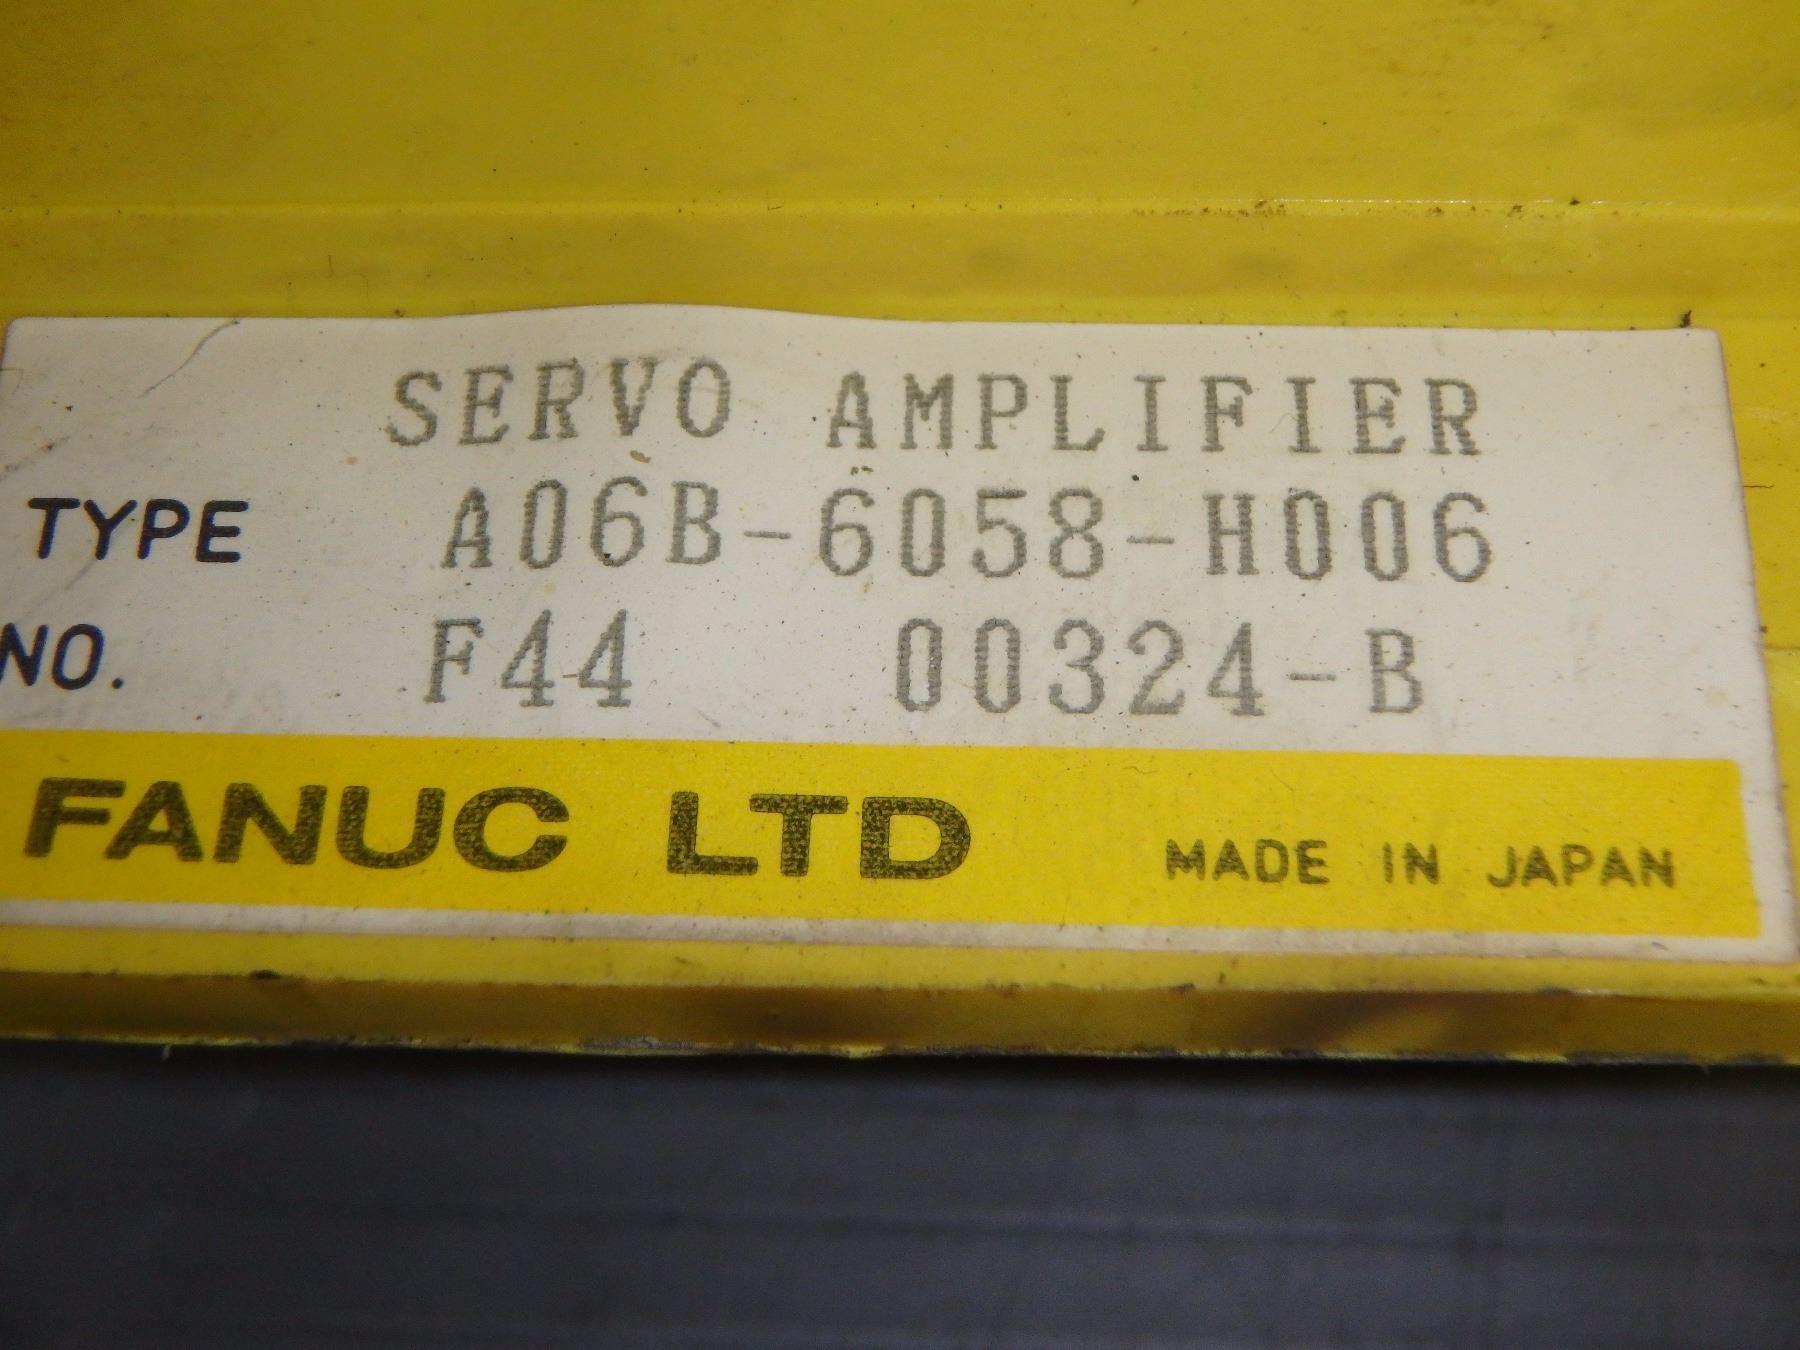 SERVO AMPLIFIER
TYPE A06B-6058-H006
NO. F44 00324-B
FANUC LTD MADE IN JAPAN